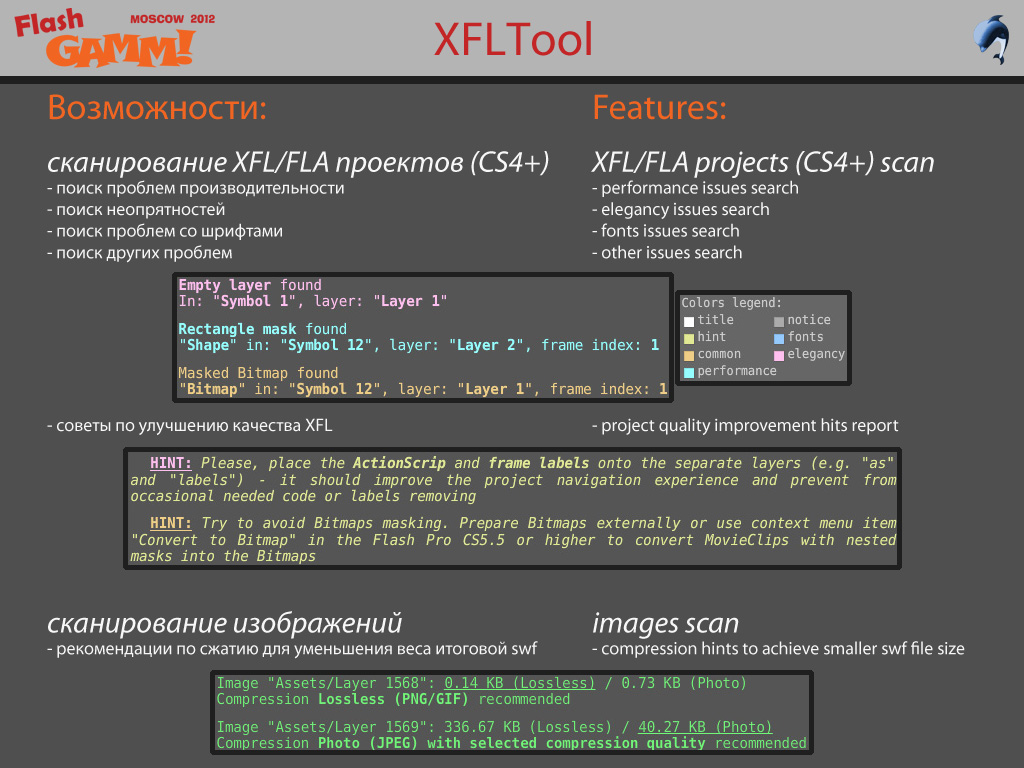 Flash
GAMM!
MOSCOW 2012
XFLTool
Возможности:
сканирование XFL/FLA проектов (CS4+)
- поиск проблем производительности
- поиск неопрятностей
- поиск проблем со шрифтами
- поиск других проблем
Features:
XFL/FLA projects (CS4+) scan
- performance issues search
- elegancy issues search
- fonts issues search
- other issues search
Empty layer found
In: "Symbol 1", layer: "Layer 1"
Rectangle mask found
"Shape" in: "Symbol 12", layer: "Layer 2", frame index: 1
Masked Bitmap found
"Bitmap" in: "Symbol 12", layer: "Layer 1", frame index: 1
Colors legend:
title
notice
hint
fonts
common
elegancy
performance
- советы по улучшению качества XFL
- project quality improvement hits report
HINT: Please, place the ActionScrip and frame labels onto the separate layers (e.g. "as"
and "labels") - it should improve the project navigation experience and prevent from
occasional needed code or labels removing
HINT: Try to avoid Bitmaps masking. Prepare Bitmaps externally or use context menu item
"Convert to Bitmap" in the Flash Pro CS5.5 or higher to convert MovieClips with nested
masks into the Bitmaps
сканирование изображений
- рекомендации по сжатию для уменьшения веса итоговой swf
images scan
- compression hints to achieve smaller swf file size
Image "Assets/Layer 1568": 0.14 KB (Lossless) / 0.73 KB (Photo)
Compression Lossless (PNG/GIF) recommended
Image "Assets/Layer 1569": 336.67 KB (Lossless) / 40.27 KB (Photo)
Compression Photo (JPEG) with selected compression quality recommended